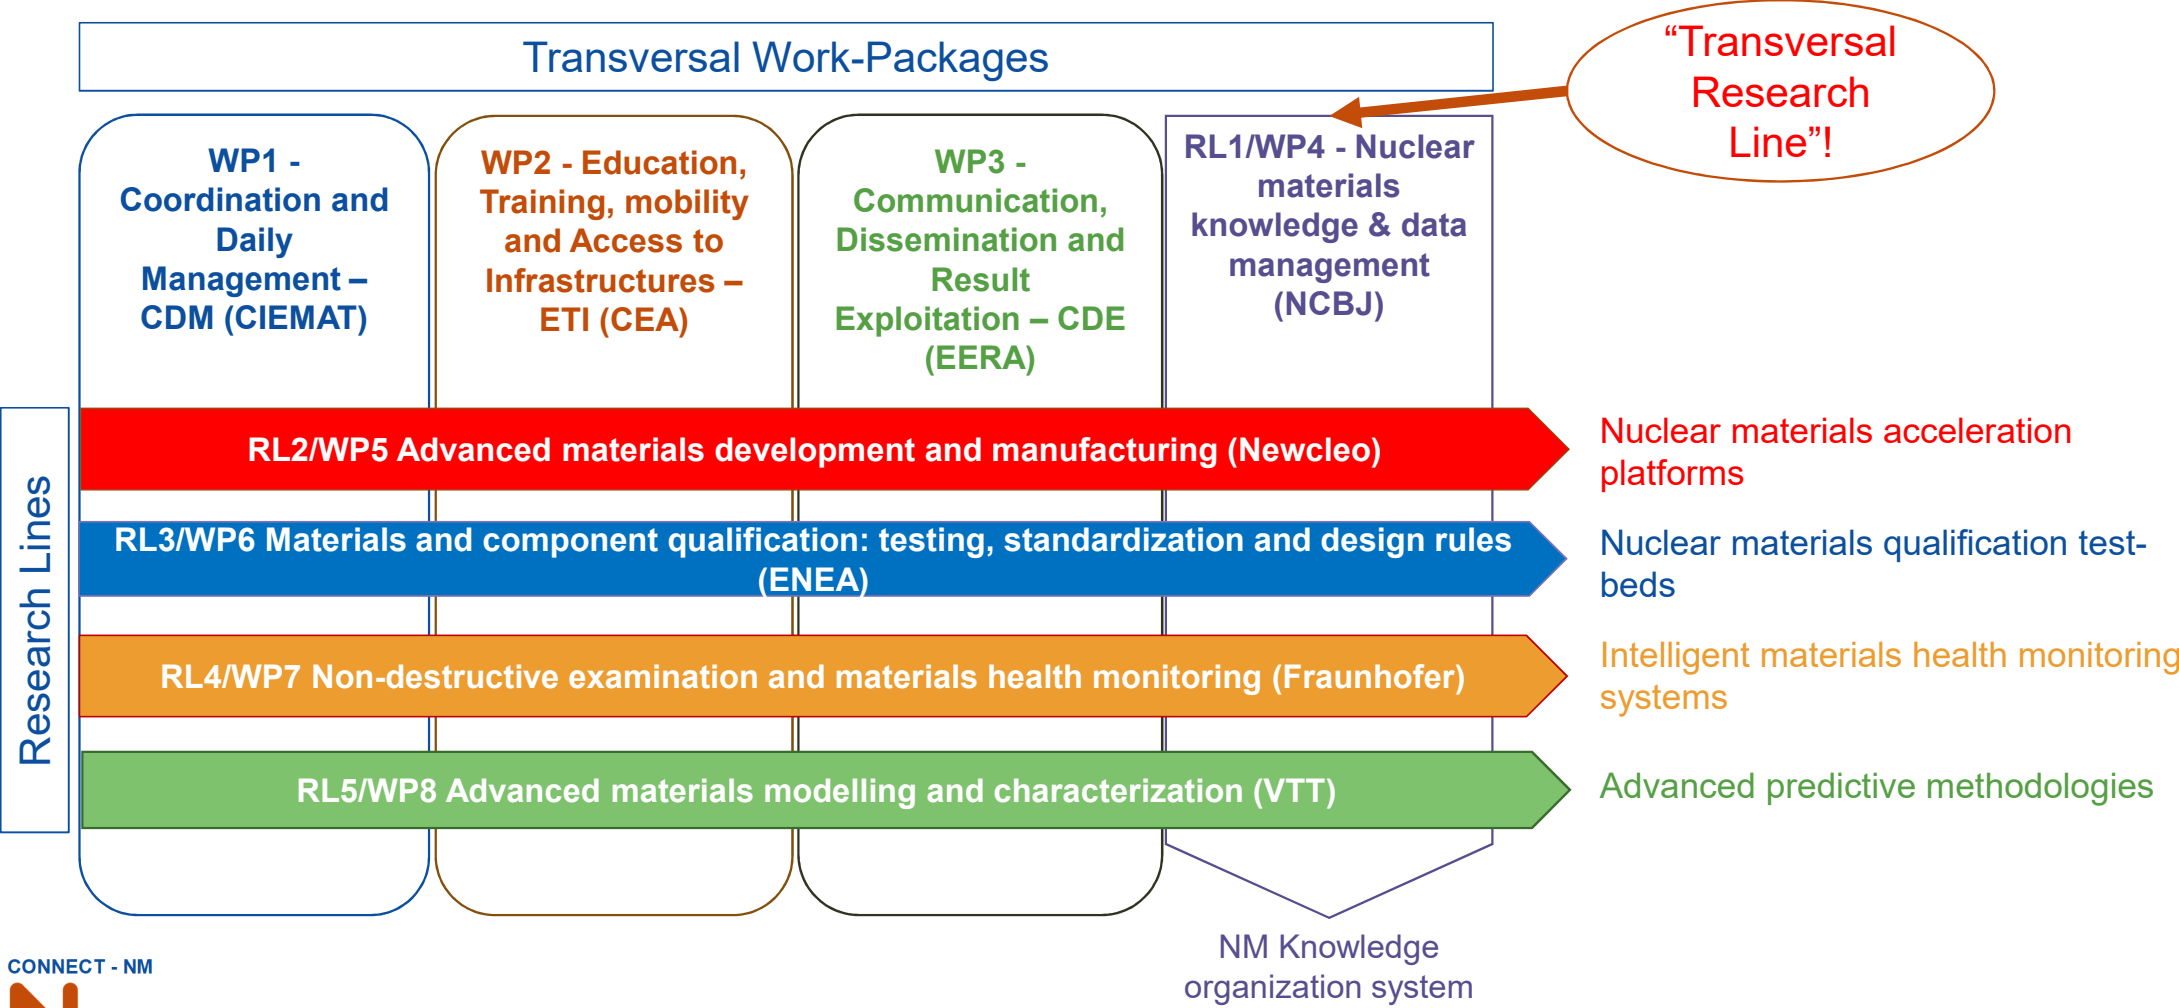 Transversal Work-Packages
“Transversal
Research
Line”!
WP1 -
Coordination and
Daily
Management –
CDM (CIEMAT)
WP2 - Education,
Training, mobility
and Access to
Infrastructures –
ETI (CEA)
WP3 -
Communication,
Dissemination and
Result
Exploitation – CDE
(EERA)
RL1/WP4 - Nuclear
materials
knowledge & data
management
(NCBJ)
Research Lines
RL2/WP5 Advanced materials development and manufacturing (Newcleo)
Nuclear materials acceleration
platforms
RL3/WP6 Materials and component qualification: testing, standardization and design rules
(ENEA)
Nuclear materials qualification test-
beds
RL4/WP7 Non-destructive examination and materials health monitoring (Fraunhofer)
Intelligent materials health monitoring
systems
RL5/WP8 Advanced materials modelling and characterization (VTT)
Advanced predictive methodologies
NM Knowledge
organization system
CONNECT - NM